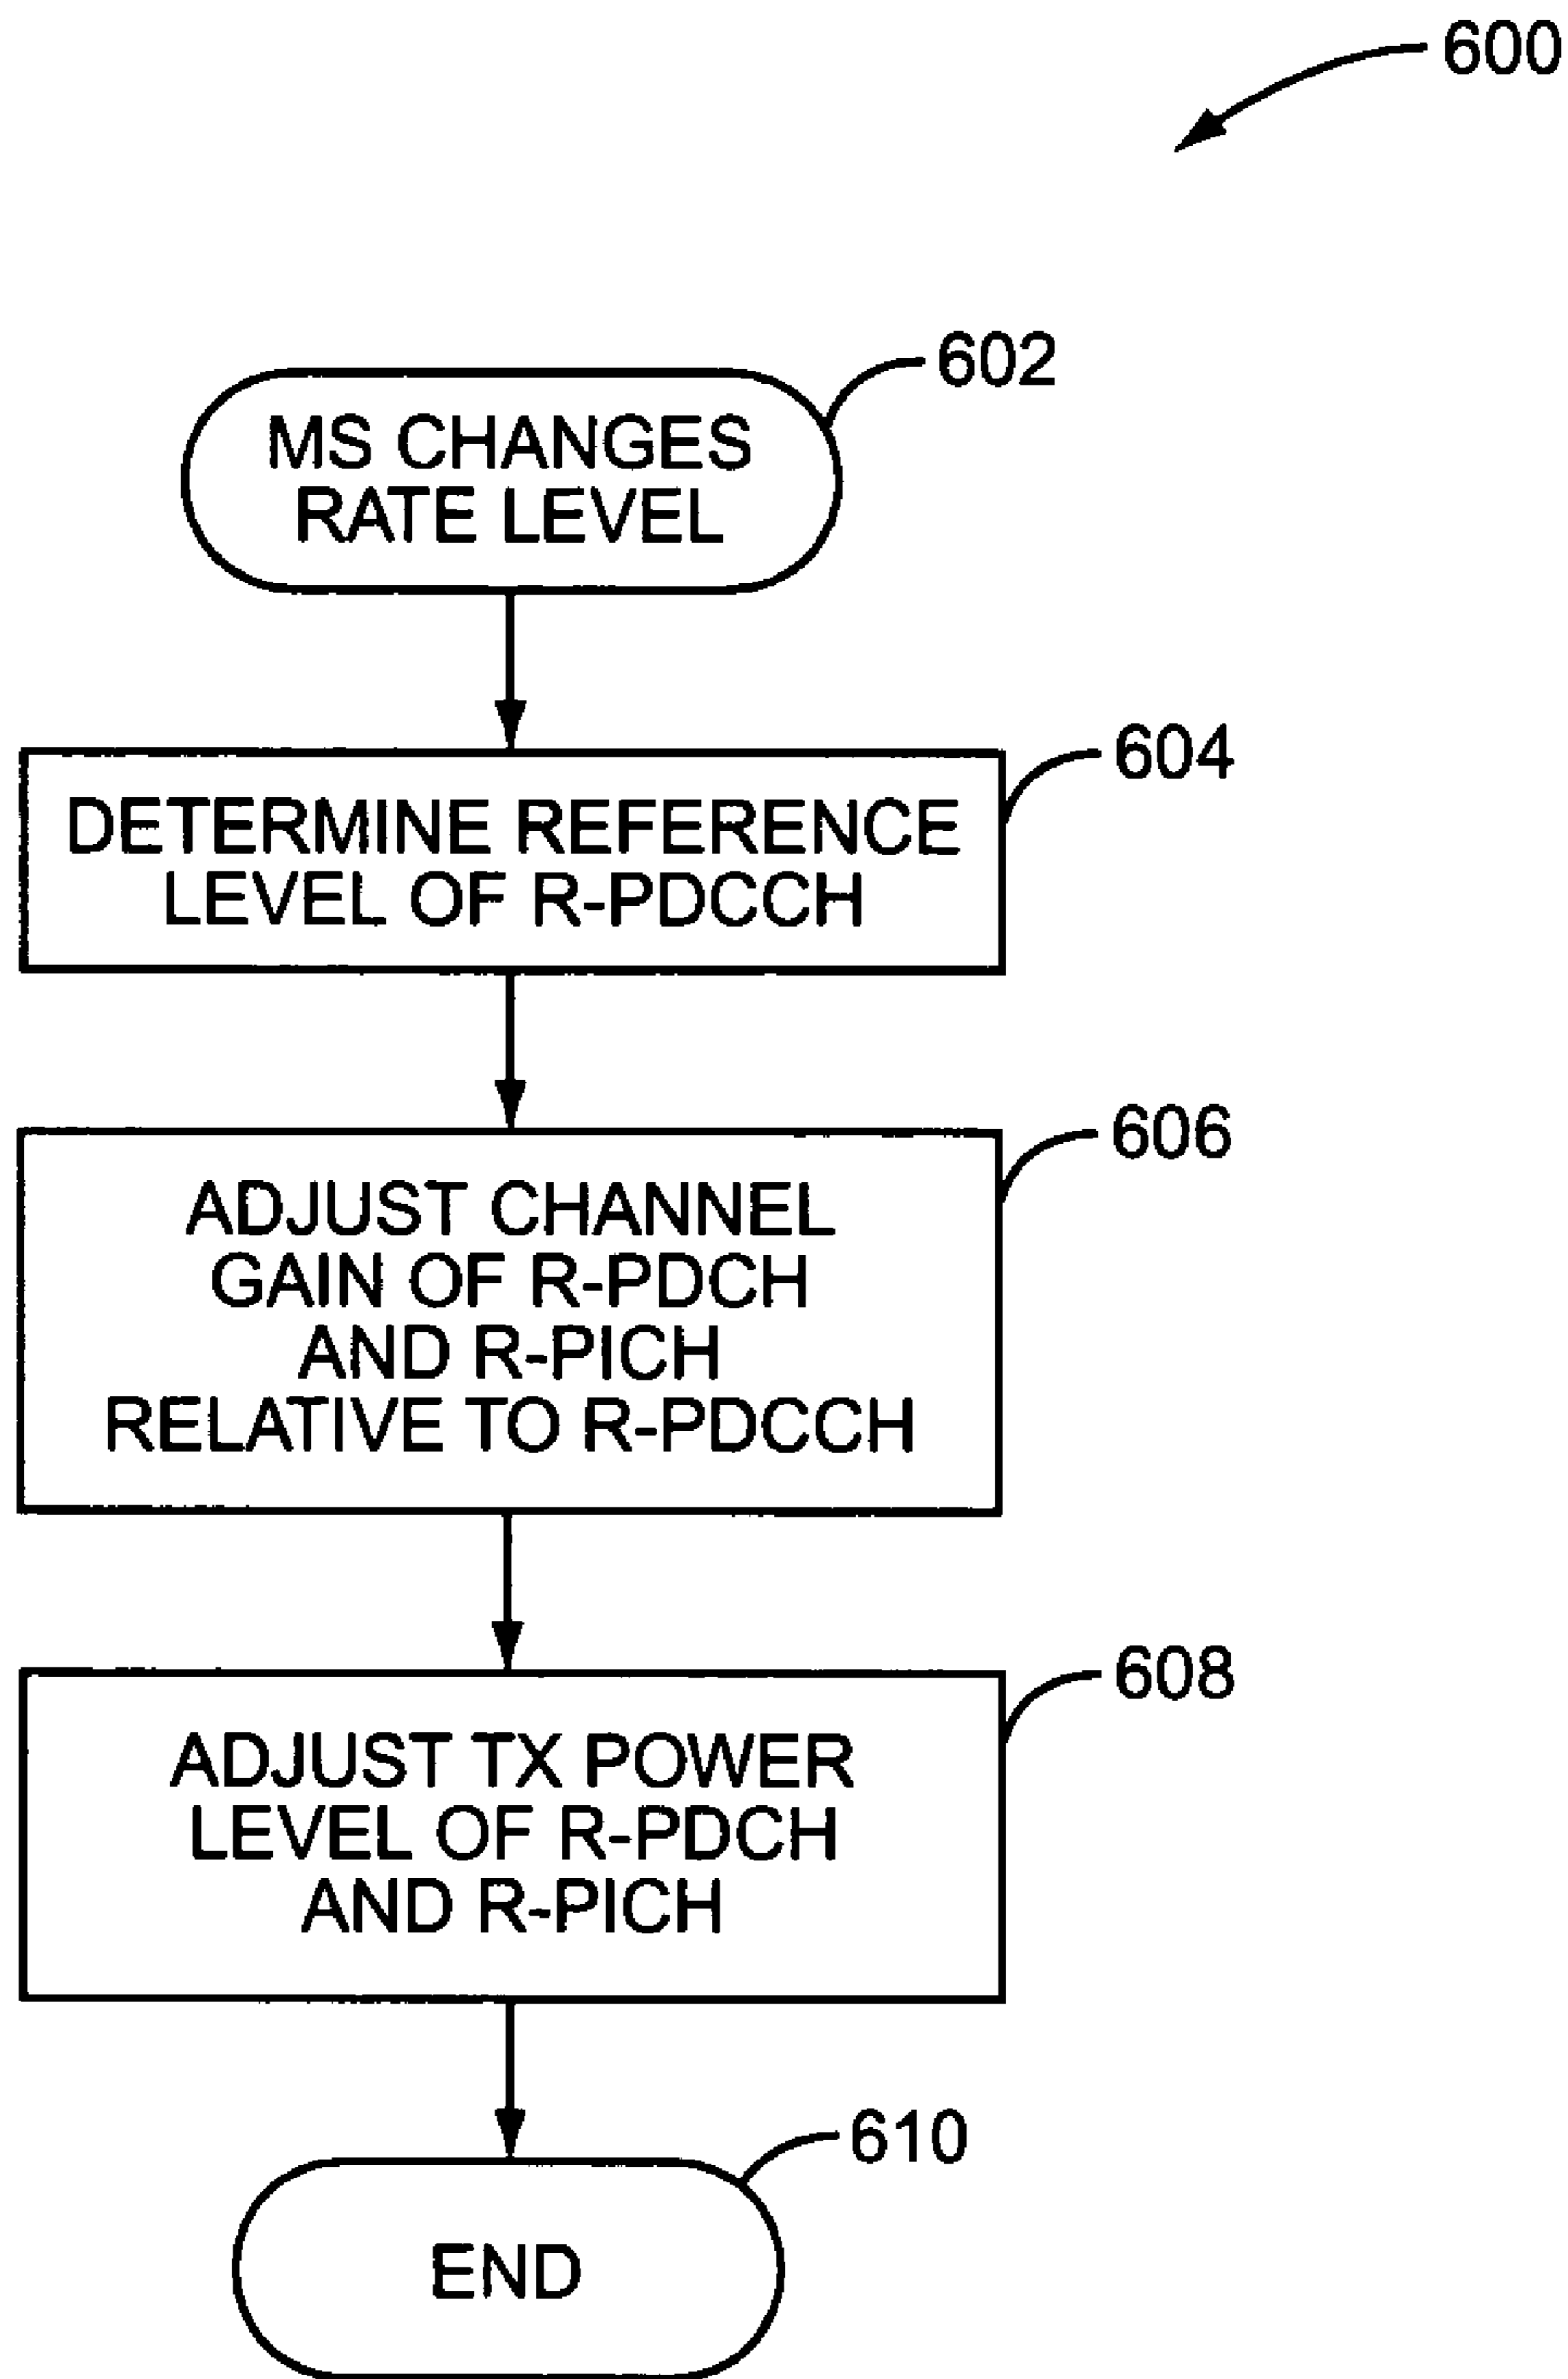 600
602
MS CHANGES
RATE LEVEL
604
DETERMINE REFERENCE
LEVEL OF R-PDCCH
606
ADJUST CHANNEL
GAIN OF R-PDCH
AND R-PICH
RELATIVE TO R-PDCCH
608
ADJUST TX POWER
LEVEL OF R-PDCH
AND R-PICH
610
END